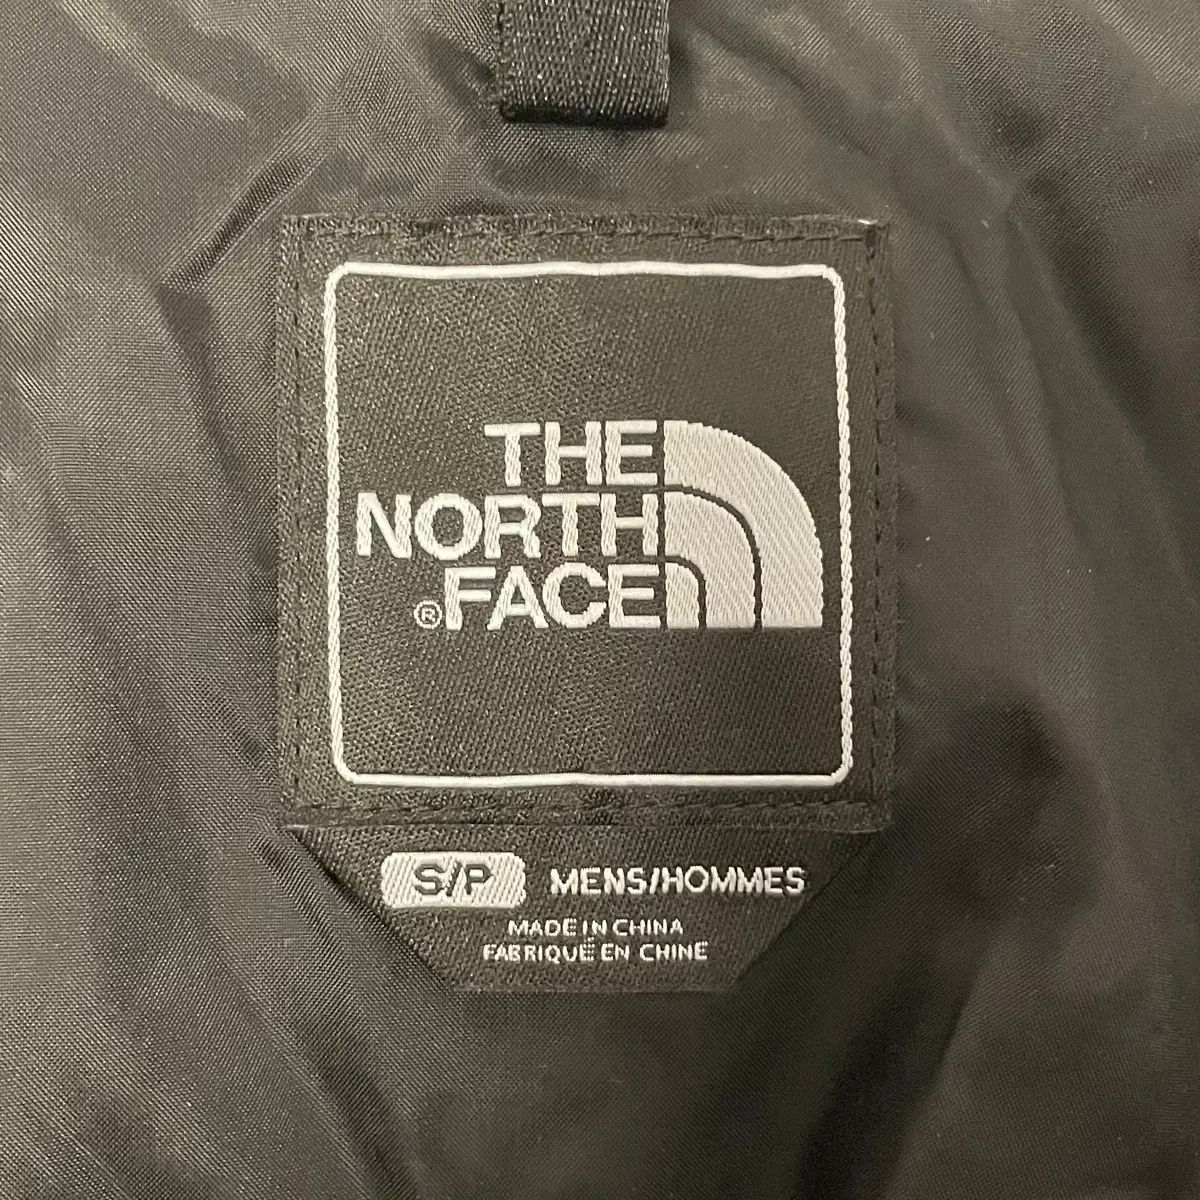 THE
NORTH
®FACE
S/P MENS/HOMMES
MADE IN CHINA
FABRIQUÉ EN CHINE